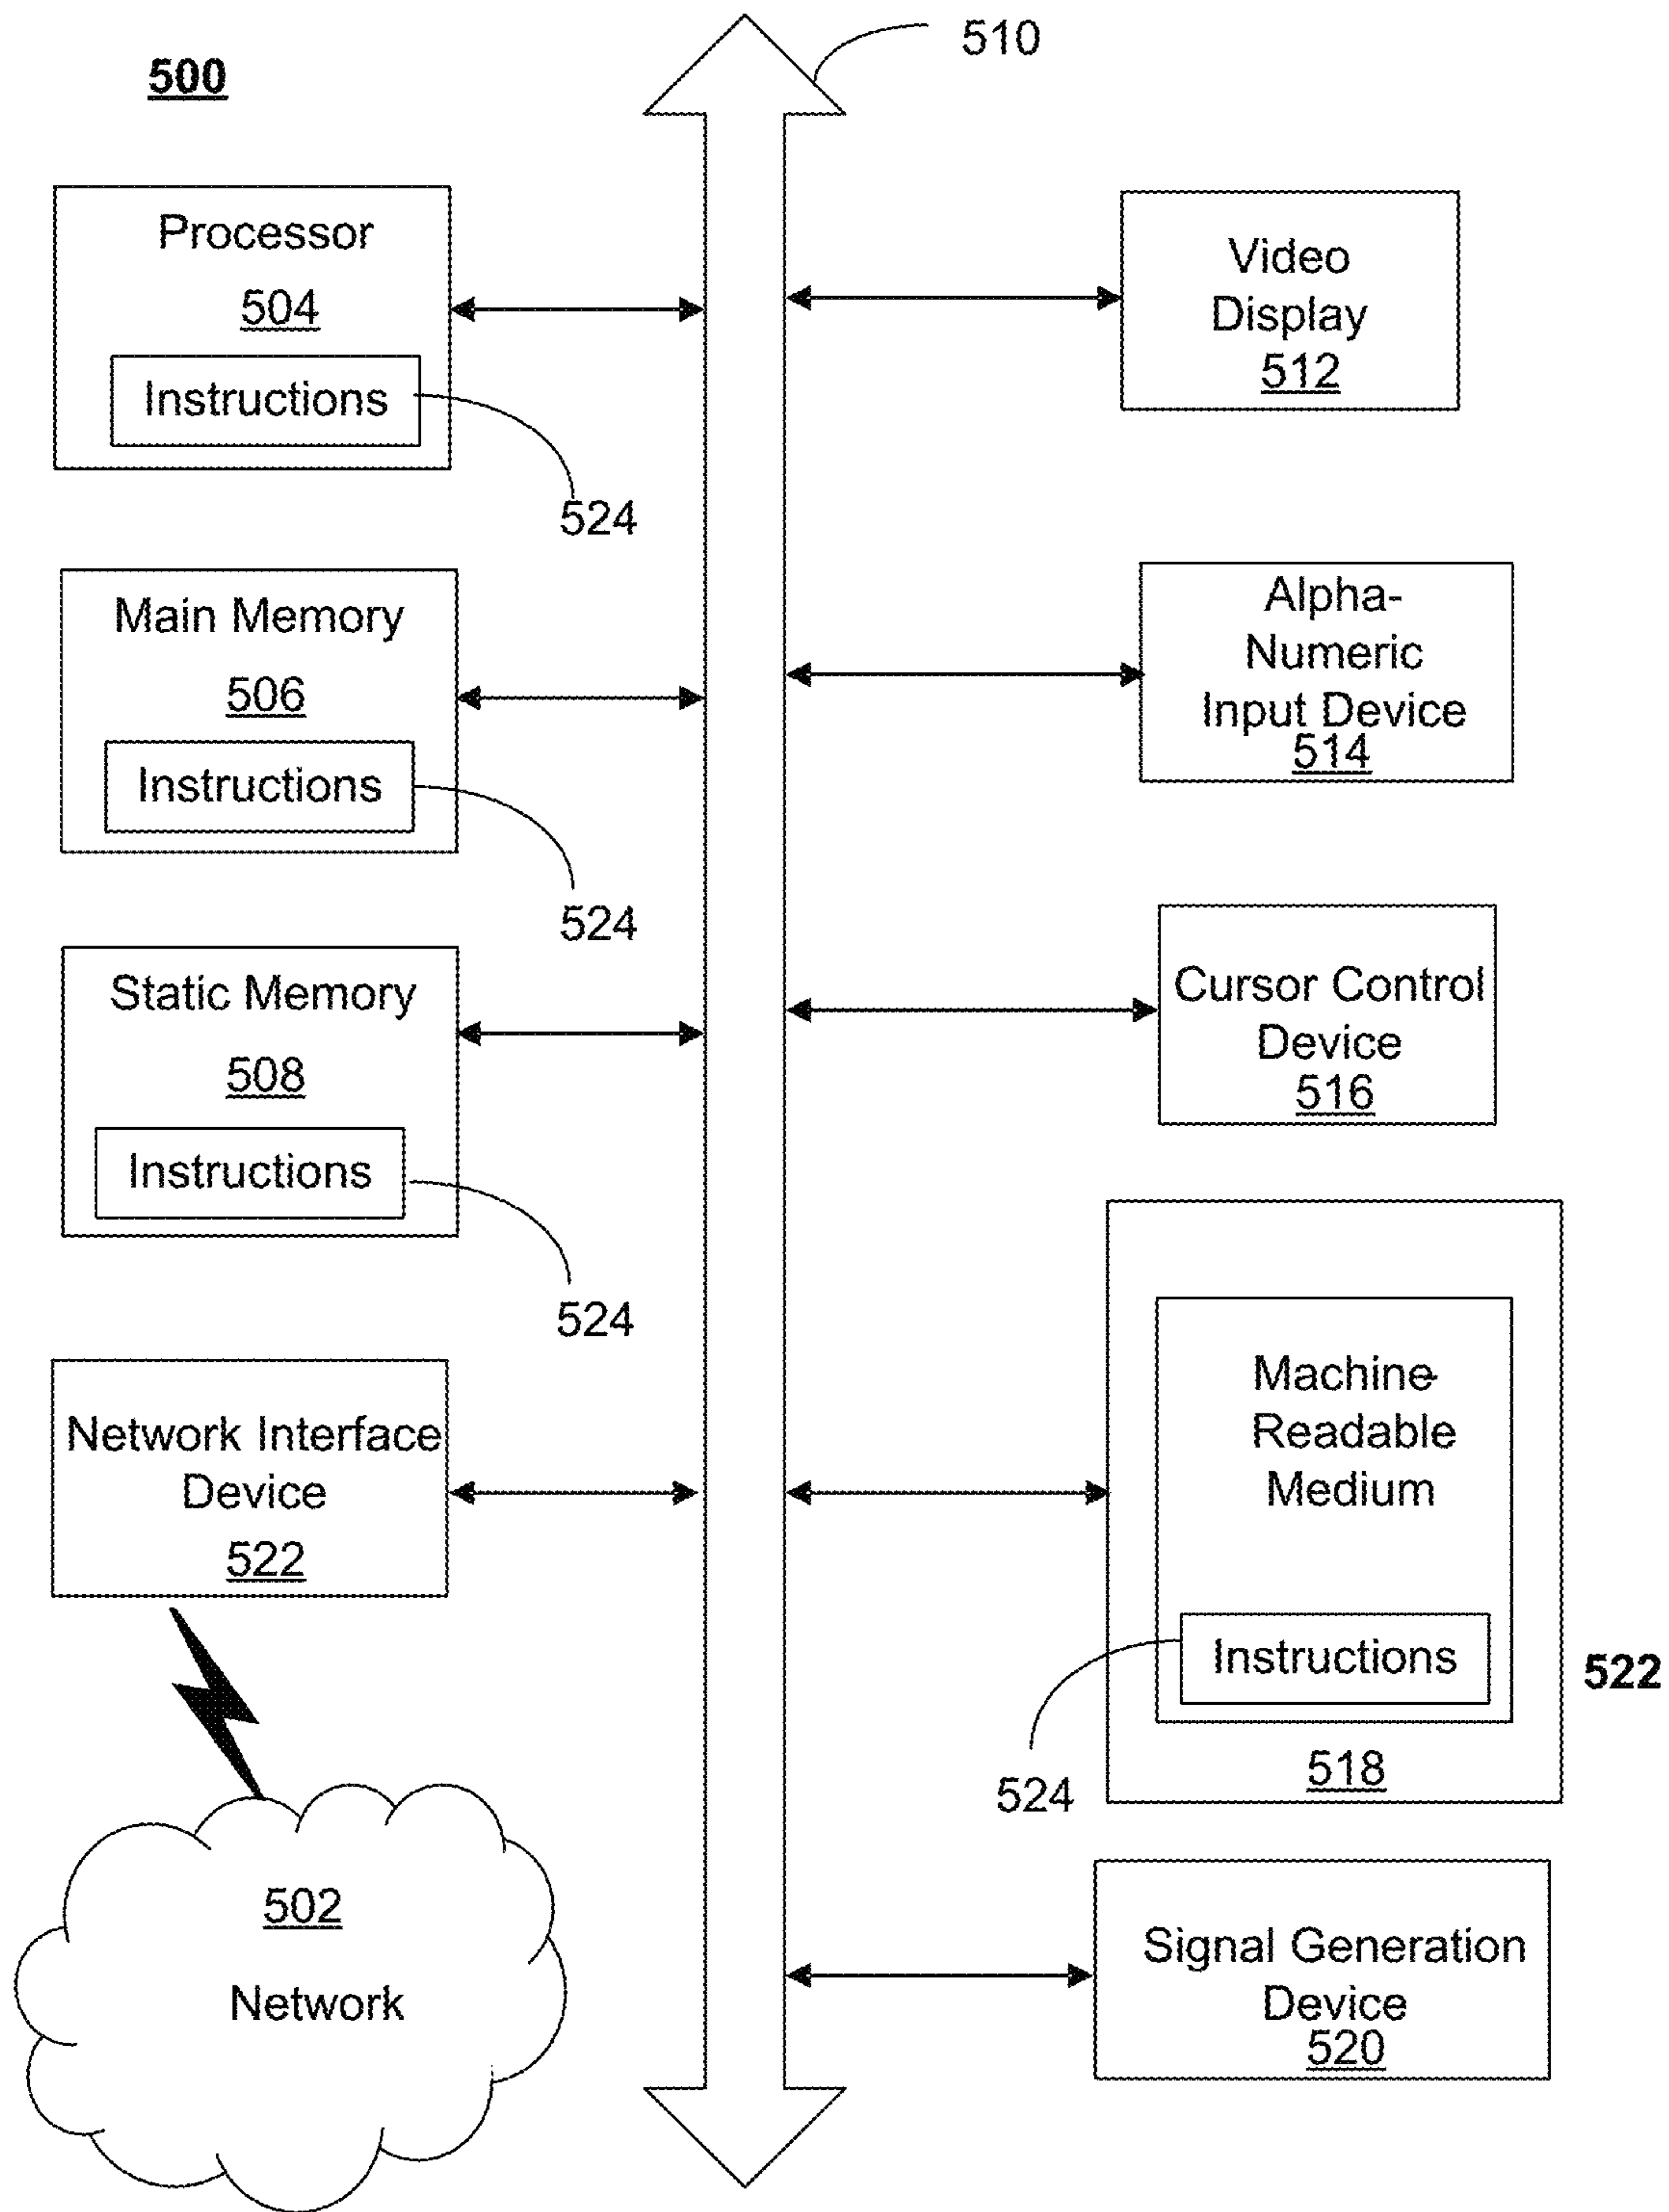 500
510
Processor
504
Instructions
524
Main Memory
506
Instructions
524
Static Memory
508
Instructions
524
Network Interface
Device
522
502
Network
Video
Display
512
Alpha-
Numeric
Input Device
514
Cursor Control
Device
516
Machine-
Readable
Medium
Instructions
522
524
518
Signal Generation
Device
520